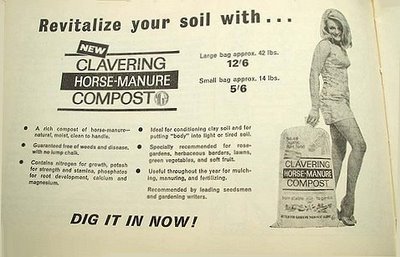 Revitalize your soil with...
NEW
CLAVERING
HORSE-MANURE
COMPOST
Large bag approx. 42 lbs.
12/6
Small bag approx. 14 lbs.
5/6
A rich compost of horse-manure—
natural, moist, clean to handle.
Guaranteed free of weeds and disease,
with no lump chalk.
Contains nitrogen for growth, potash
for strength and stamina, phosphates
for root development, calcium and
magnesium.
Ideal for conditioning clay soil and for
putting "body" into light or tired soil.
Specially recommended for rose-
gardens, herbaceous borders, lawns,
green vegetables, and soft fruit.
Useful throughout the year for mulch-
ing, manuring, and fertilizing.
Recommended by leading seedsmen
and gardening writers.
DIG IT IN NOW!
CLAVERING
HORSE-MANURE
COMPOST